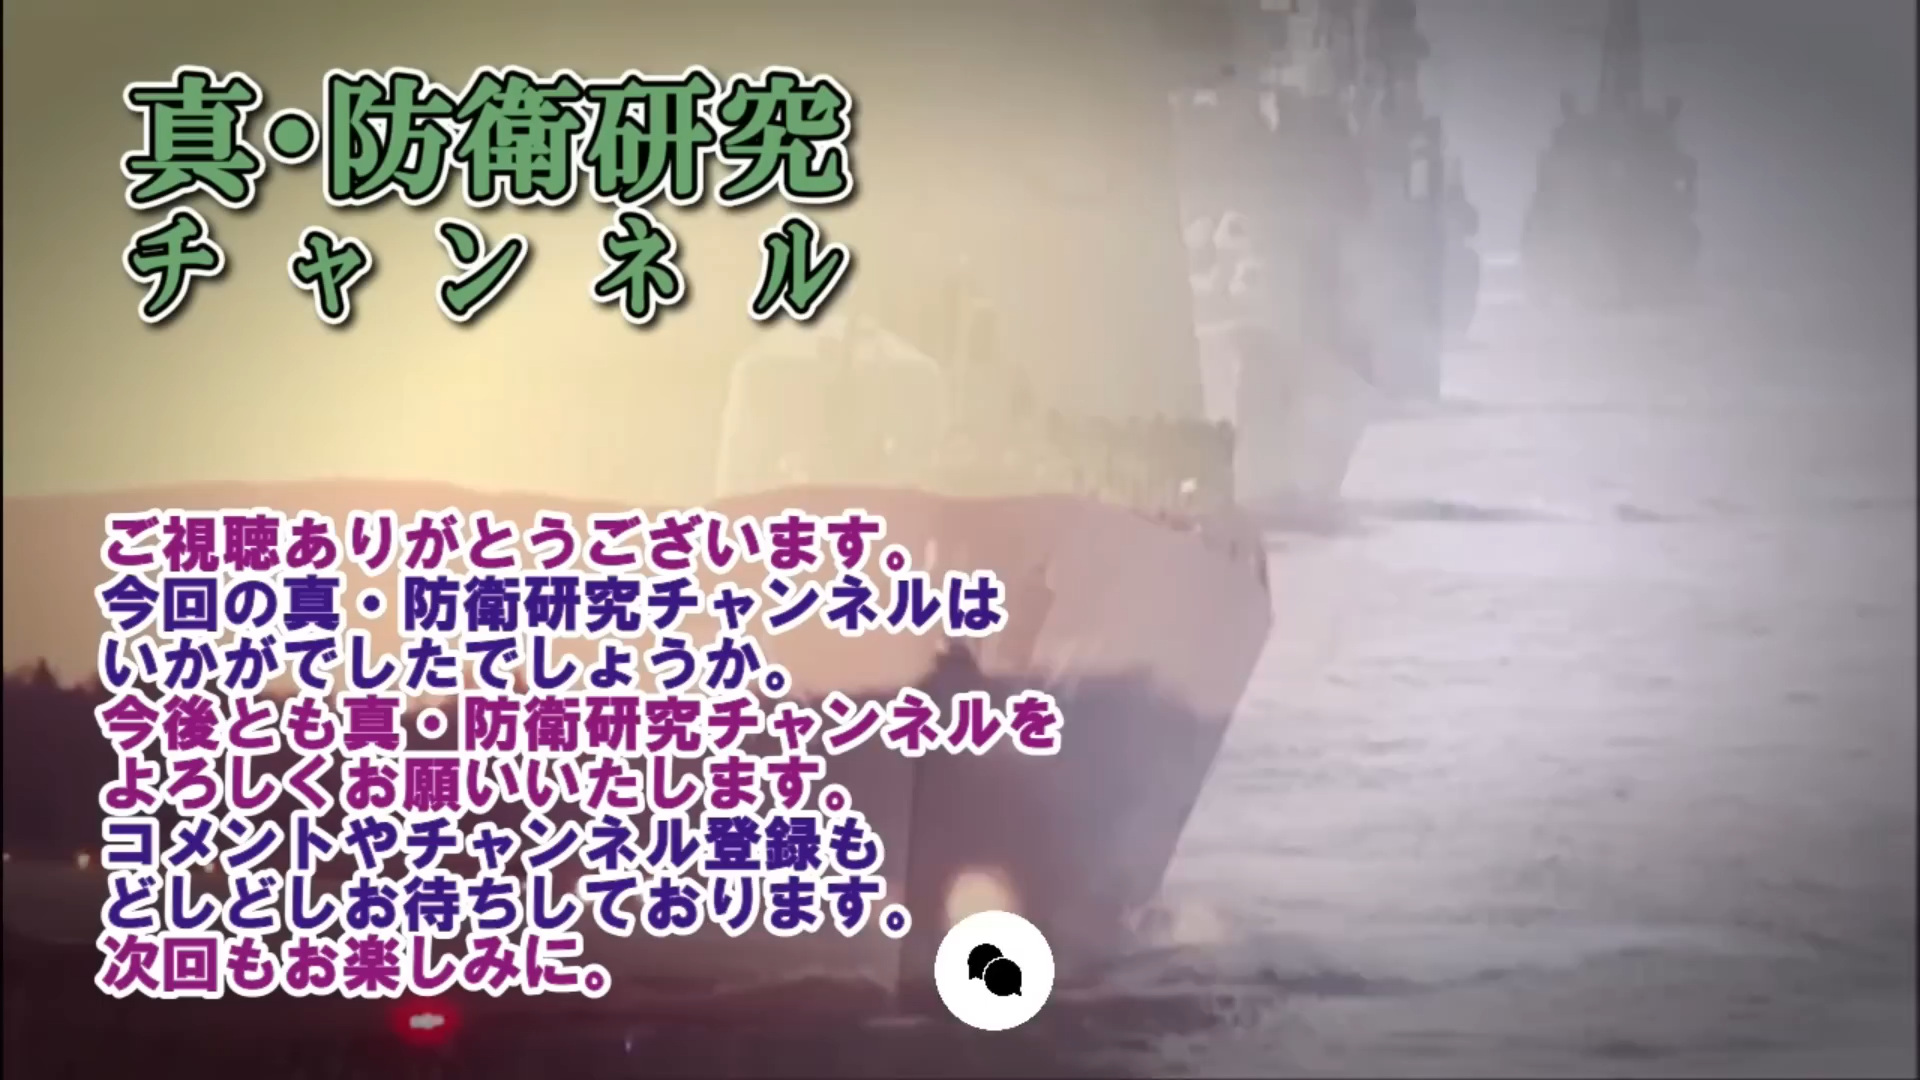 真・防衛研究
チャンネル
ご視聴ありがとうございます。
今回の真・防衛研究チャンネルは
いかがでしたでしょうか。
今後とも真・防衛研究チャンネルを
よろしくお願いいたします。
コメントやチャンネル登録も
どしどしお待ちしております。
次回もお楽しみに。